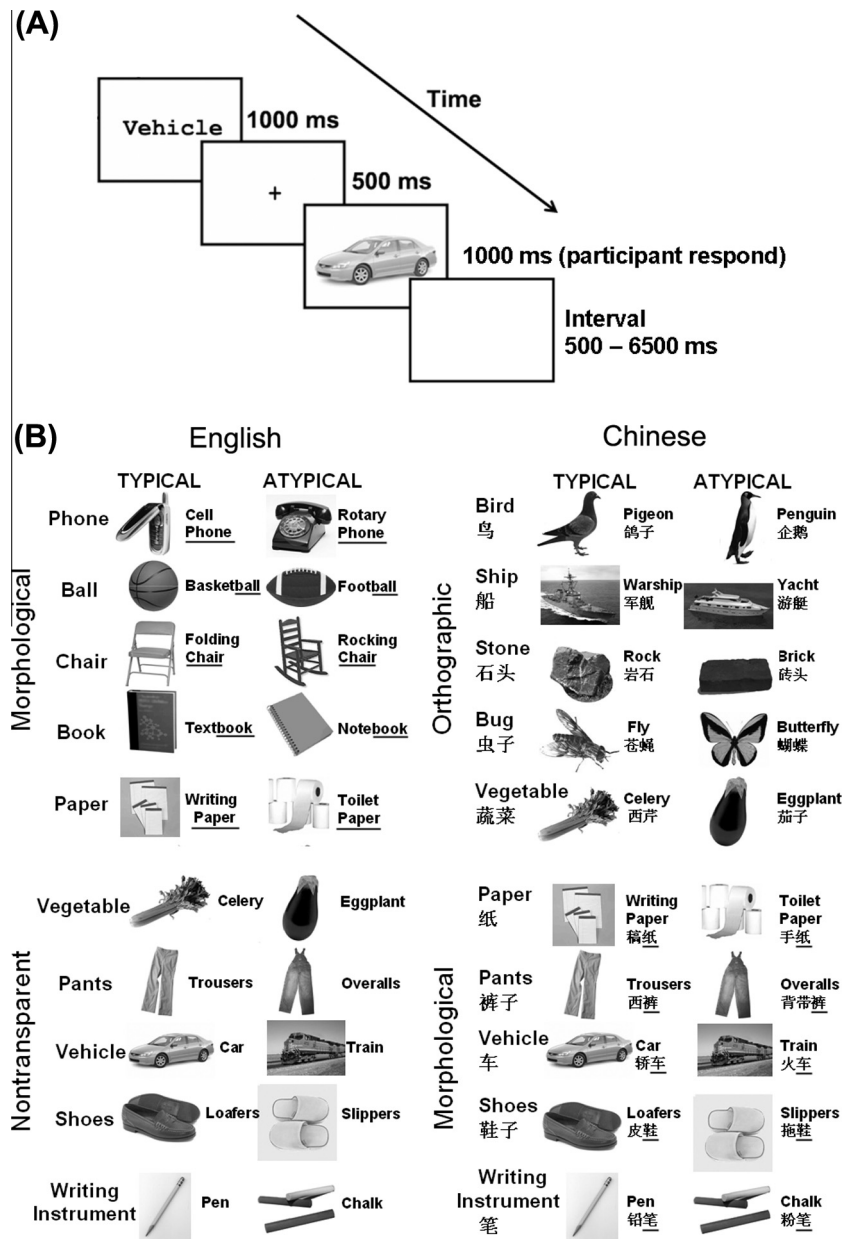 (A)
Time
Vehicle
1000 ms
+
500 ms
1000 ms (participant respond)
Interval
500 – 6500 ms
(B)
English
TYPICAL
ATYPICAL
Morphological
Phone
Cell
Phone
Rotary
Phone
Ball
Basketball
Football
Chair
Folding
Chair
Rocking
Chair
Book
Textbook
Notebook
Paper
Writing
Paper
Toilet
Paper
Nontransparent
Vegetable
Celery
Eggplant
Pants
Trousers
Overalls
Vehicle
Car
Train
Shoes
Loafers
Slippers
Writing
Instrument
Pen
Chalk
Chinese
TYPICAL
ATYPICAL
Orthographic
Bird
鸟
Pigeon
鸽子
Penguin
企鹅
Ship
船
Warship
军舰
Yacht
游艇
Stone
石头
Rock
岩石
Brick
砖头
Bug
虫子
Fly
苍蝇
Butterfly
蝴蝶
Vegetable
蔬菜
Celery
西芹
Eggplant
茄子
Morphological
Paper
纸
Writing
Paper
稿纸
Toilet
Paper
手纸
Pants
裤子
Trousers
西裤
Overalls
背带裤
Vehicle
车
Car
轿车
Train
火车
Shoes
鞋子
Loafers
皮鞋
Slippers
拖鞋
Writing
Instrument
笔
Pen
铅笔
Chalk
粉笔